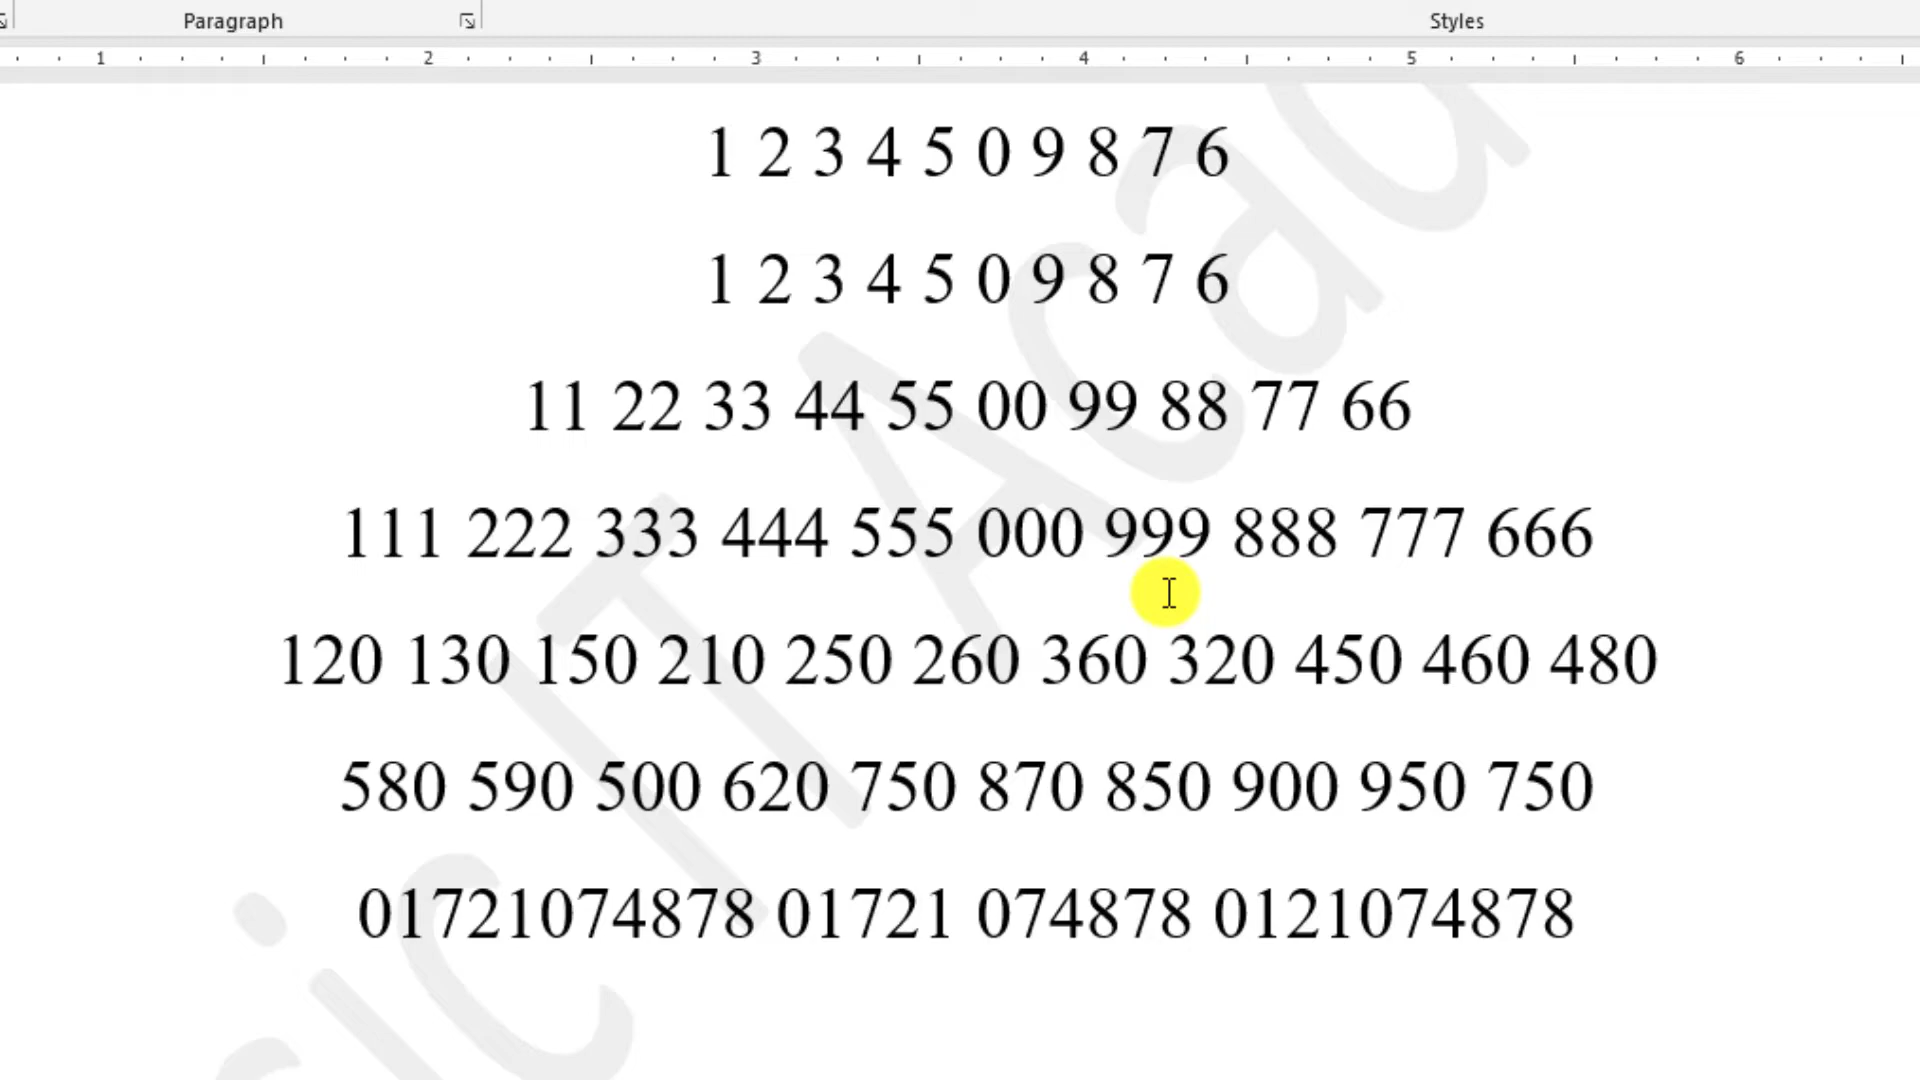 Paragraph Styles
1 2 3 4 5 6
1 2 3 4 5 0 9 8 7 6
1 2 3 4 5 0 9 8 7 6
11 22 33 44 55 00 99 88 77 66
111 222 333 444 555 000 999 888 777 666
120 130 150 210 250 260 360 320 450 460 480
580 590 500 620 750 870 850 900 950 750
01721074878 01721 074878 0121074878
IT